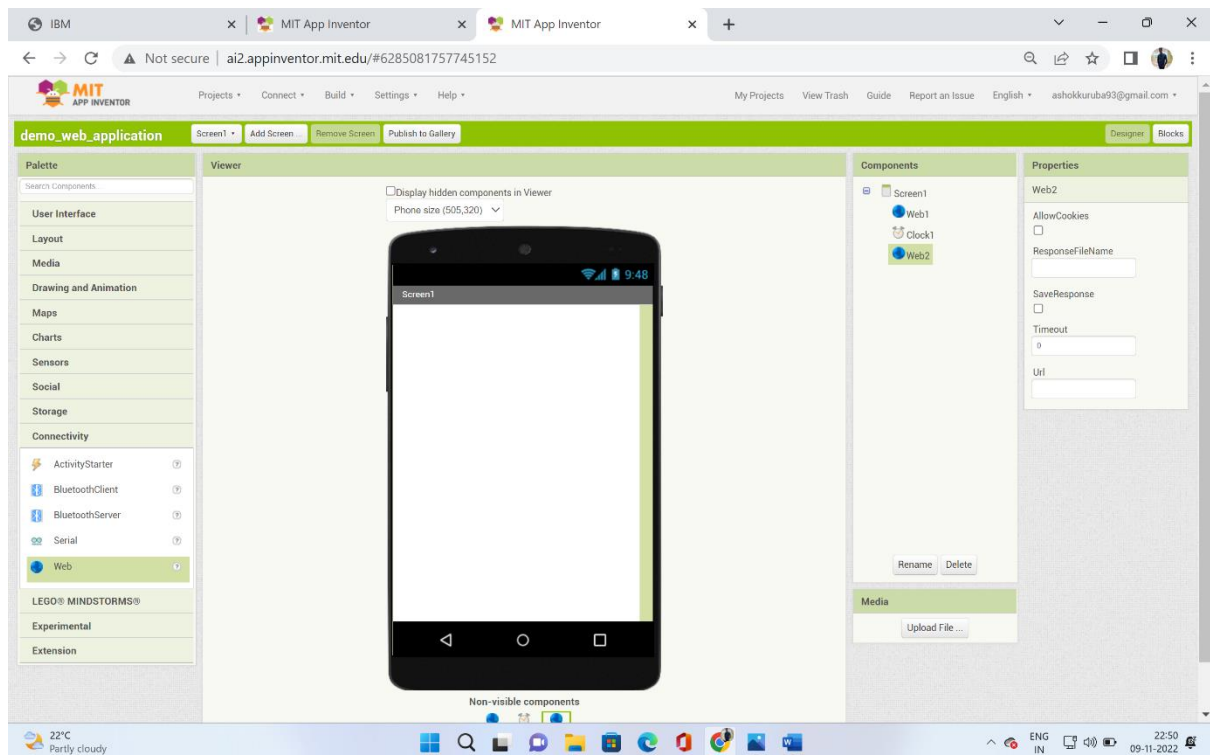 IBM
MIT App Inventor
MIT App Inventor
Not secure ai2.appinventor.mit.edu/#6285081757745152
MIT
APP INVENTOR
Projects Connect Build Settings Help
My Projects View Trash Guide Report an Issue English ashokkuruba93@gmail.com
demo_web_application Screen1 Add Screen ... Remove Screen Publish to Gallery Designer Blocks
Palette
Search Components...
User Interface
Layout
Media
Drawing and Animation
Maps
Charts
Sensors
Social
Storage
Connectivity
ActivityStarter ?
BluetoothClient ?
BluetoothServer ?
Serial ?
Web ?
LEGO® MINDSTORMS®
Experimental
Extension
Viewer
Display hidden components in Viewer
Phone size (505,320)
9:48
Screen1
Non-visible components
Components
Screen1
Web1
Clock1
Web2
Rename Delete
Media
Upload File ...
Properties
Web2
AllowCookies
ResponseFileName
SaveResponse
Timeout
0
Url
22°C
Partly cloudy
ENG
IN
22:50
09-11-2022